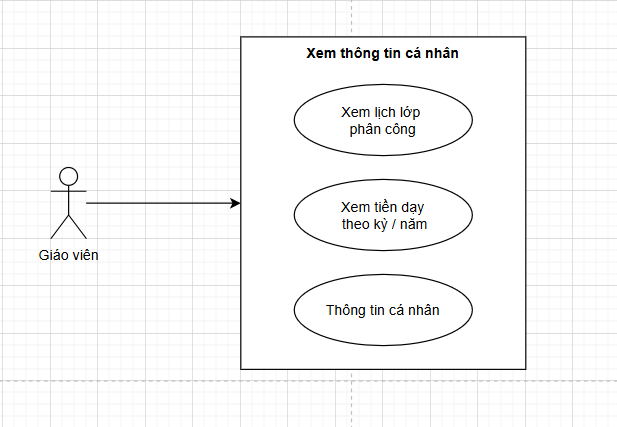 Xem thông tin cá nhân
Xem lịch lớp
phân công
Xem tiền dạy
theo kỷ / năm
Giáo viên
Thông tin cá nhân